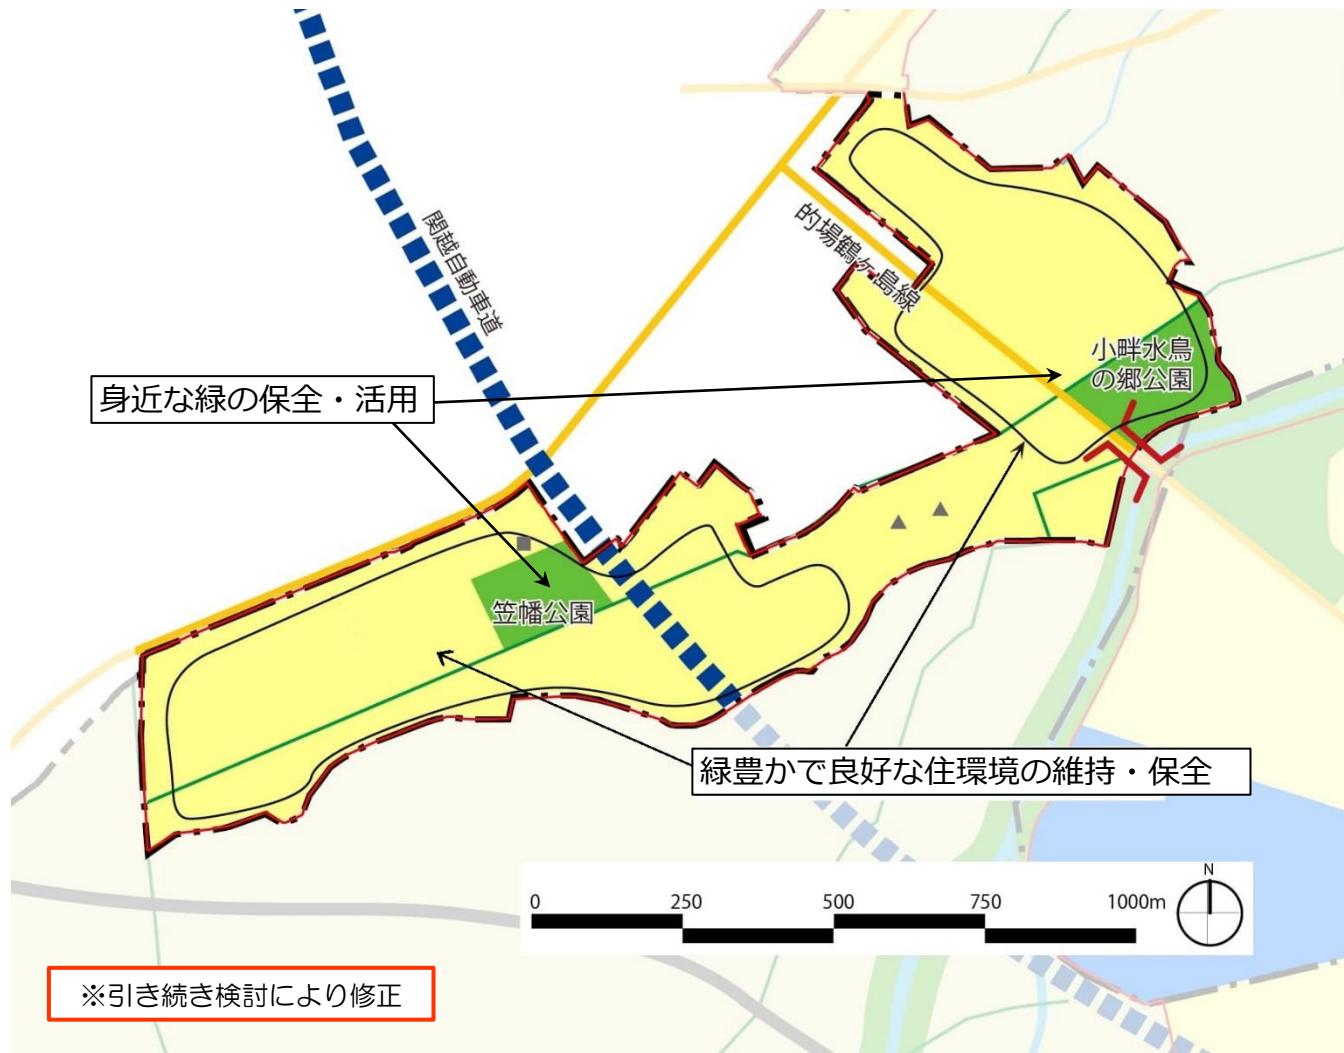 関越自動車道
的場鶴ヶ島線
小畔水鳥
の郷公園
身近な緑の保全・活用
笠幡公園
緑豊かで良好な住環境の維持・保全
0 250 500 750 1000m
N
※引き続き検討により修正